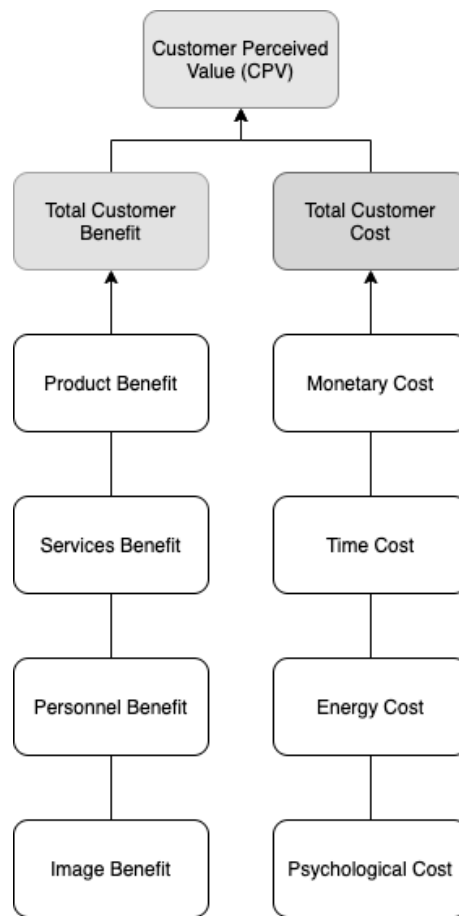 Customer Perceived
Value (CPV)
Total Customer
Benefit
Total Customer
Cost
Product Benefit
Monetary Cost
Services Benefit
Time Cost
Personnel Benefit
Energy Cost
Image Benefit
Psychological Cost